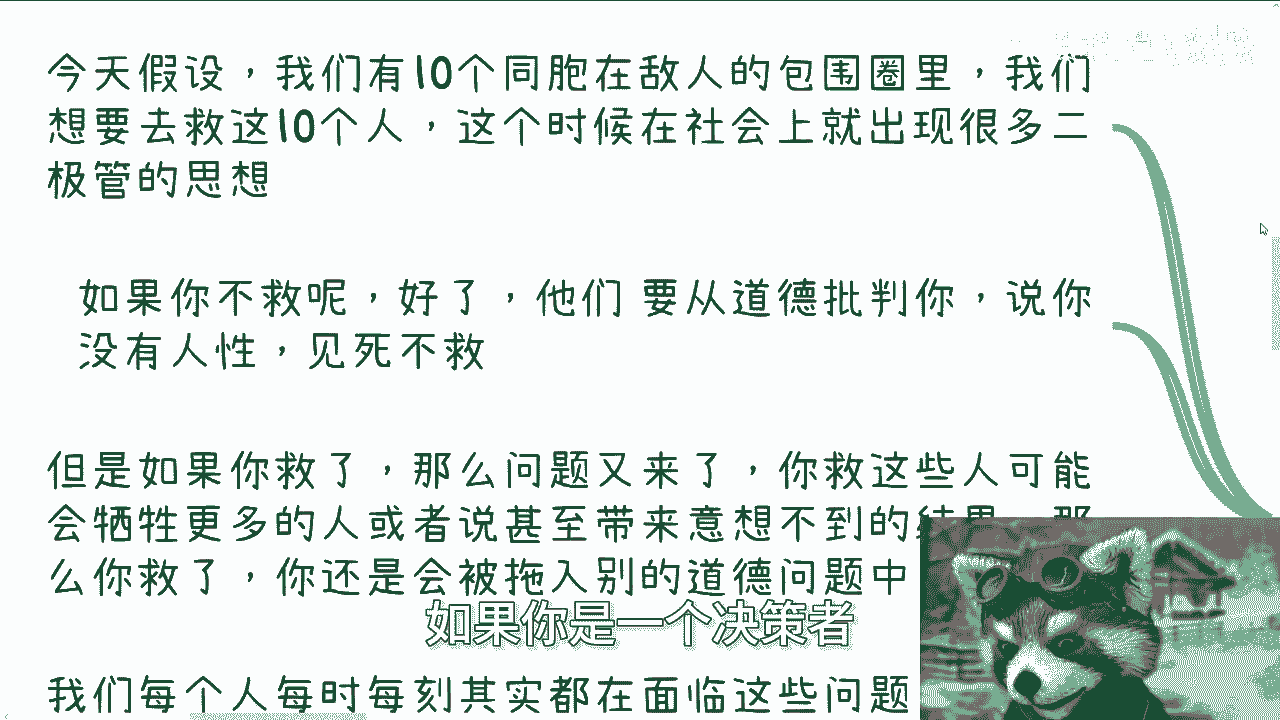 今天假设，我们有10个同胞在敌人的包围圈里，我们
想要去救这10个人，这个时候在社会上就出现很多二
极管的思想
如果你不救呢，好了，他们 要从道德批判你，说你
没有人性，见死不救
但是如果你救了，那么问题又来了，你救这些人可能
会牺牲更多的人或者说甚至带来意想不到的结果，那
么你救了，你还是会被拖入别的道德问题中
如果你是一个决策者
我们每个人每时每刻其实都在面临这些问题